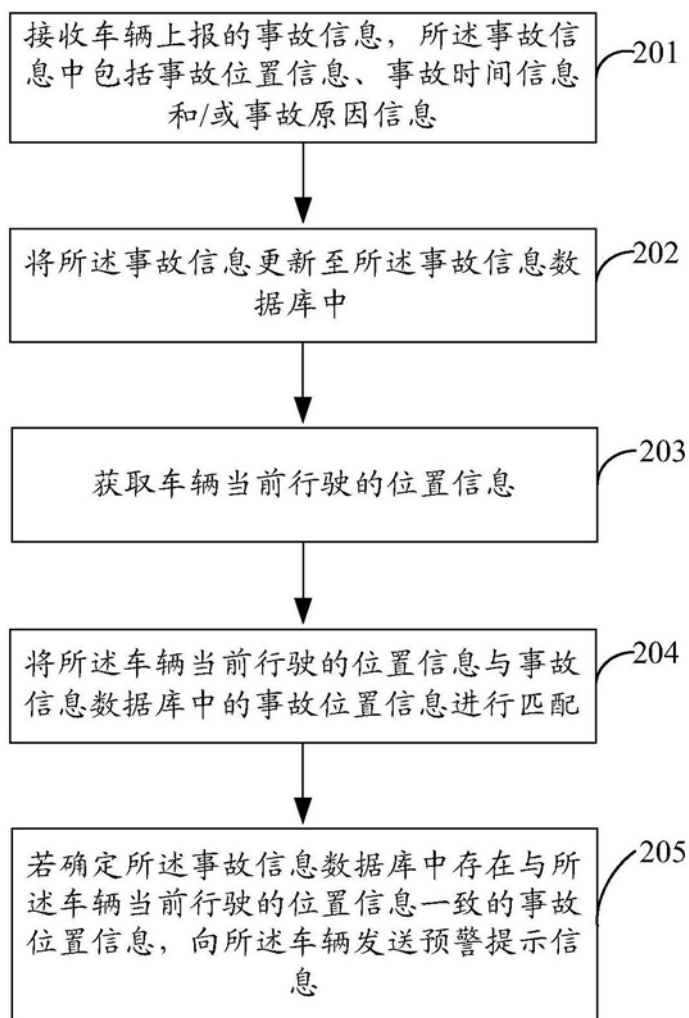 接收车辆上报的事故信息，所述事故信
息中包括事故位置信息、事故时间信息
和/或事故原因信息
201
将所述事故信息更新至所述事故信息数
据库中
202
获取车辆当前行驶的位置信息
203
将所述车辆当前行驶的位置信息与事故
信息数据库中的事故位置信息进行匹配
204
若确定所述事故信息数据库中存在与所
述车辆当前行驶的位置信息一致的事故
位置信息，向所述车辆发送预警提示信
息
205